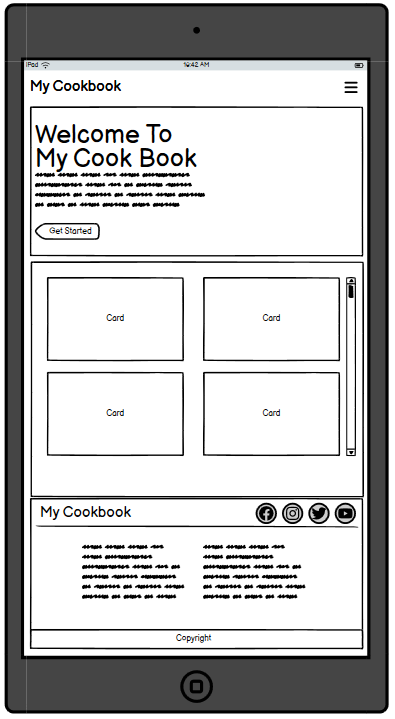 iPad
10:42 AM
My Cookbook
Welcome To
My Cook Book
Get Started
Card
Card
Card
Card
My Cookbook
Copyright